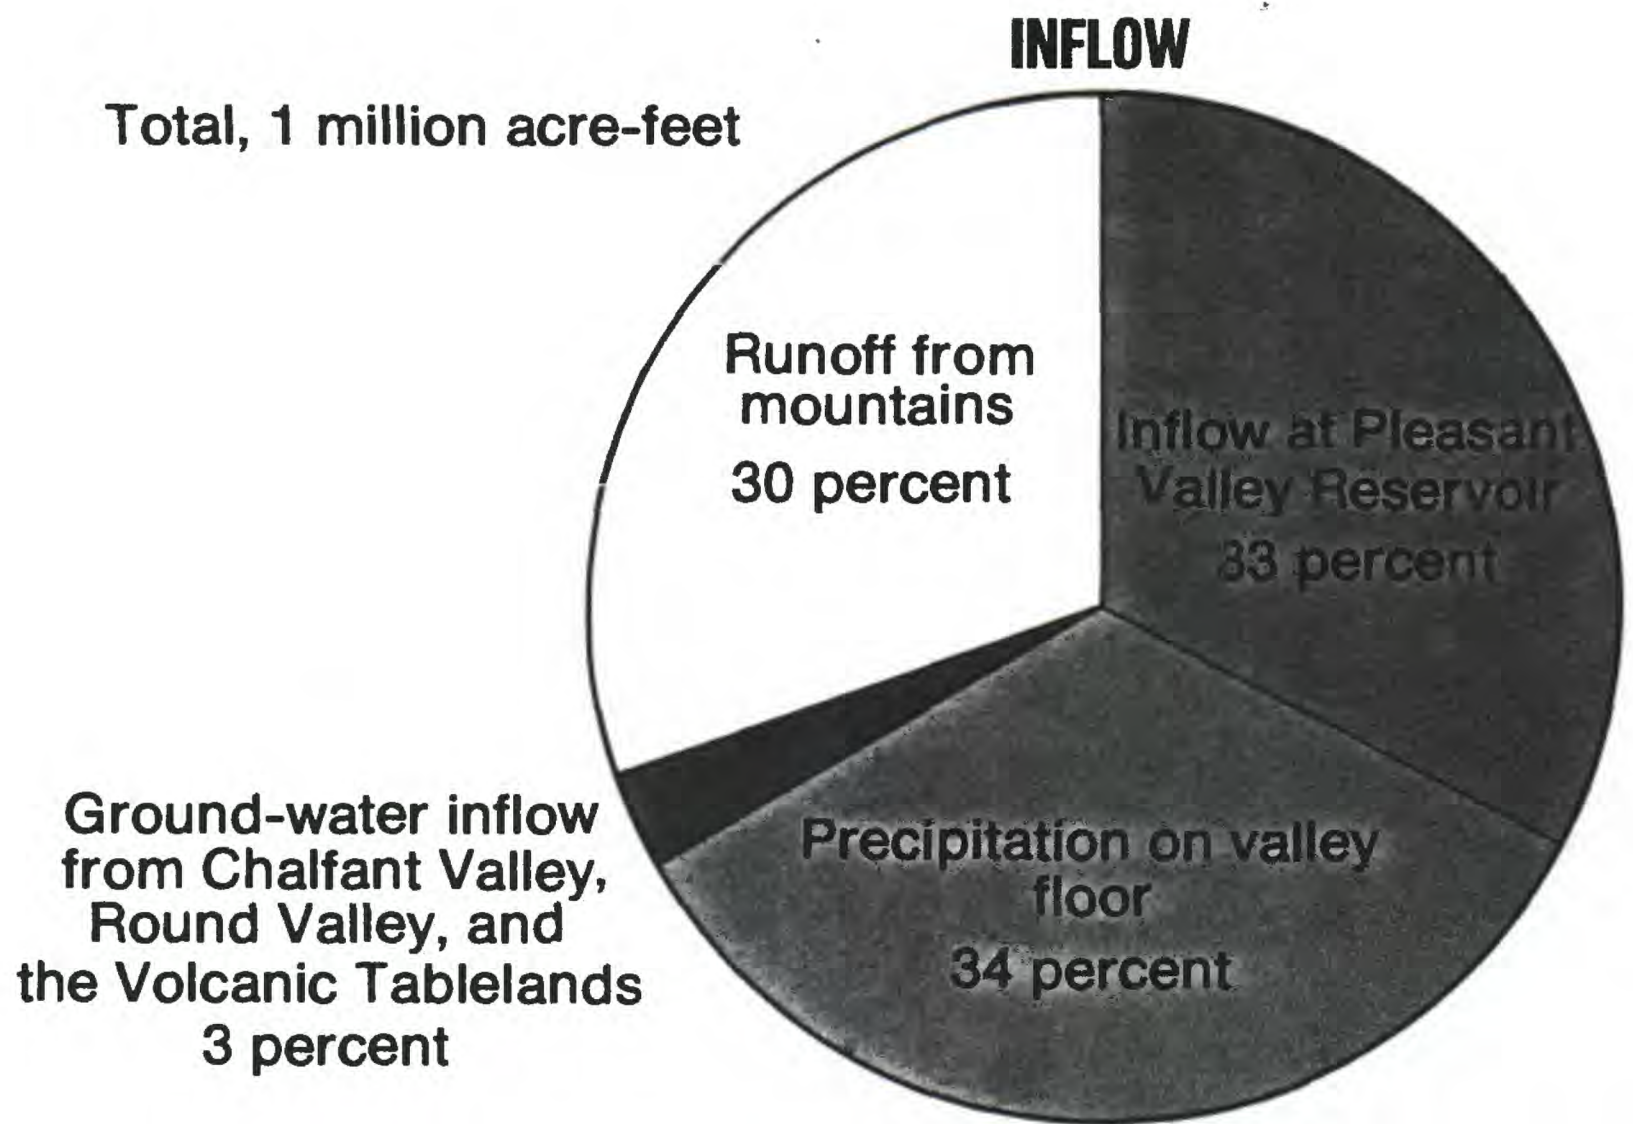 INFLOW
Total, 1 million acre-feet
Runoff from
mountains
30 percent
Inflow at Pleasant
Valley Reservoir
33 percent
Precipitation on valley
floor
34 percent
Ground-water inflow
from Chalfant Valley,
Round Valley, and
the Volcanic Tablelands
3 percent